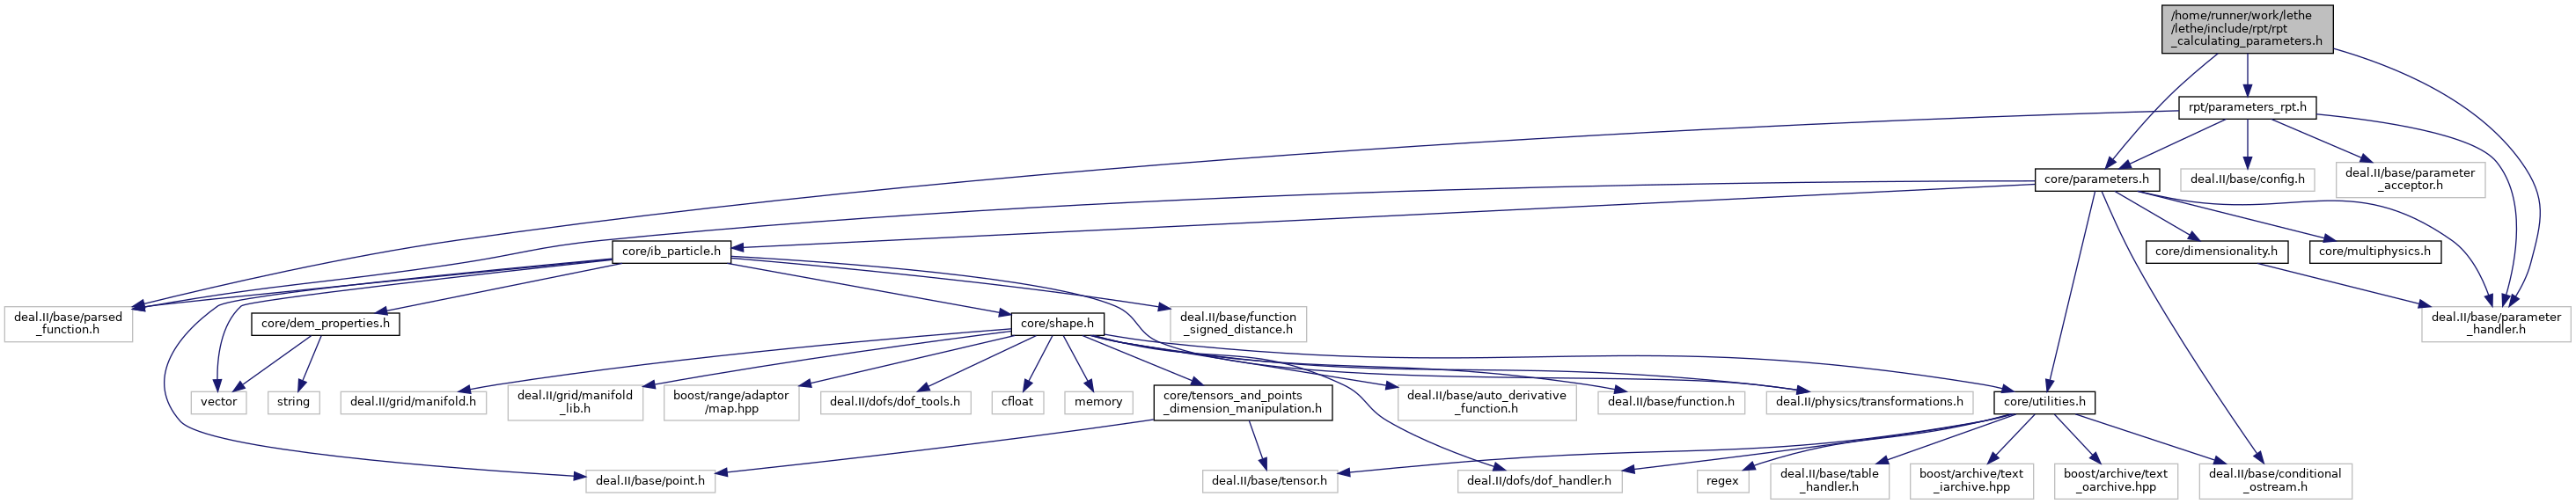 /home/runner/work/lethe
/lethe/include/rpt/rpt
_calculating_parameters.h
rpt/parameters_rpt.h
core/parameters.h
deal.II/base/config.h
deal.II/base/parameter
_acceptor.h
core/ib_particle.h
core/dimensionality.h
core/multiphysics.h
deal.II/base/parsed
_function.h
core/dem_properties.h
core/shape.h
deal.II/base/function
_signed_distance.h
deal.II/base/parameter
_handler.h
vector
string
deal.II/grid/manifold.h
deal.II/grid/manifold
_lib.h
boost/range/adaptor
/map.hpp
deal.II/dofs/dof_tools.h
cfloat
memory
core/tensors_and_points
_dimension_manipulation.h
deal.II/base/auto_derivative
_function.h
deal.II/base/function.h
deal.II/physics/transformations.h
core/utilities.h
deal.II/base/point.h
deal.II/base/tensor.h
deal.II/dofs/dof_handler.h
regex
deal.II/base/table
_handler.h
boost/archive/text
_iarchive.hpp
boost/archive/text
_oarchive.hpp
deal.II/base/conditional
_ostream.h